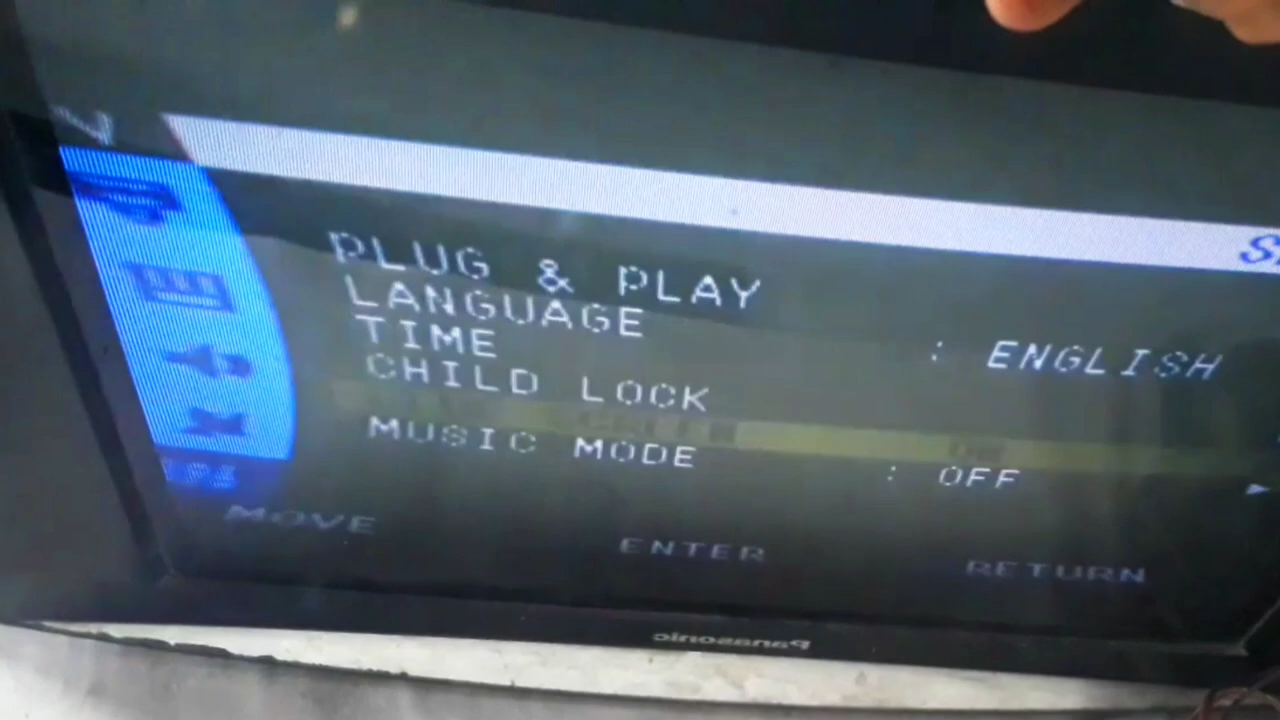 PLUG & PLAY
LANGUAGE : ENGLISH
TIME
CHILD LOCK
MUSIC MODE : OFF
MOVE ENTER RETURN
Panasonic